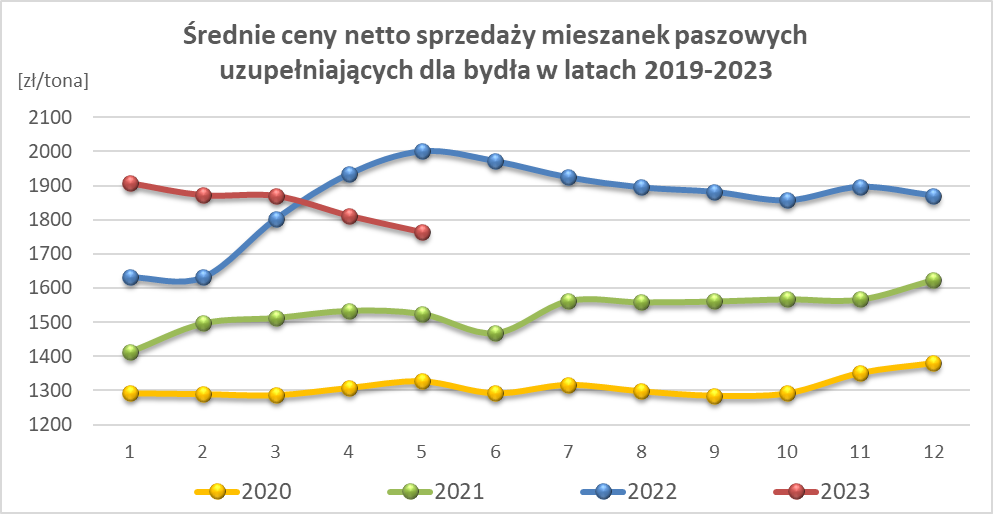 Średnie ceny netto sprzedaży mieszanek paszowych
uzupełniających dla bydła w latach 2019-2023
[zł/tona]
2100
2000
1900
1800
1700
1600
1500
1400
1300
1200
1 2 3 4 5 6 7 8 9 10 11 12
2020 2021 2022 2023